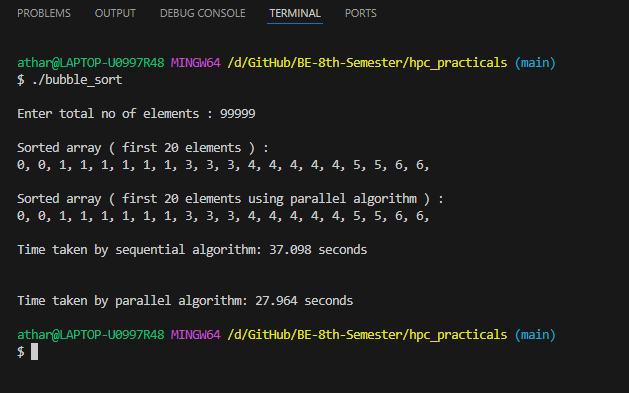 PROBLEMS OUTPUT DEBUG CONSOLE TERMINAL PORTS
athar@LAPTOP-U0997R48 MINGW64 /d/GitHub/BE-8th-Semester/hpc_practicals (main)
$ ./bubble_sort
Enter total no of elements : 99999
Sorted array ( first 20 elements ) :
0, 0, 1, 1, 1, 1, 1, 1, 3, 3, 3, 4, 4, 4, 4, 4, 5, 5, 6, 6,
Sorted array ( first 20 elements using parallel algorithm ) :
0, 0, 1, 1, 1, 1, 1, 1, 3, 3, 3, 4, 4, 4, 4, 4, 5, 5, 6, 6,
Time taken by sequential algorithm: 37.098 seconds
Time taken by parallel algorithm: 27.964 seconds
athar@LAPTOP-U0997R48 MINGW64 /d/GitHub/BE-8th-Semester/hpc_practicals (main)
$